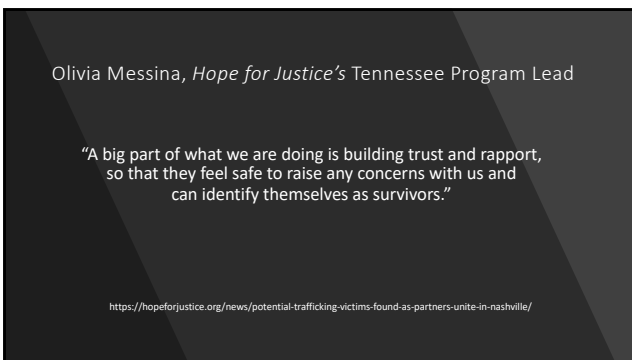 Olivia Messina, Hope for Justice’s Tennessee Program Lead
“A big part of what we are doing is building trust and rapport,
so that they feel safe to raise any concerns with us and
can identify themselves as survivors.”
https://hopeforjustice.org/news/potential-trafficking-victims-found-as-partners-unite-in-nashville/